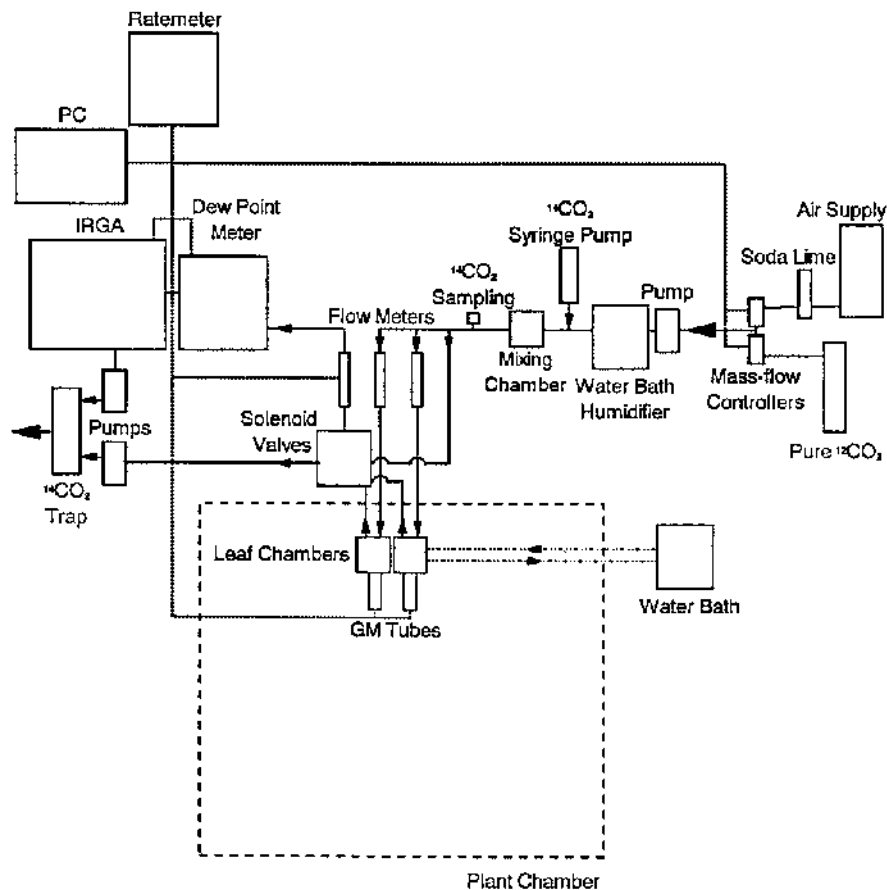 Ratemeter
PC
IRGA
Dew Point
Meter
¹⁴CO₂
Syringe Pump
Air Supply
Soda Lime
¹⁴CO₂
Sampling
Pump
Flow Meters
Mixing
Chamber
Water Bath
Humidifier
Mass-flow
Controllers
Pure ¹²CO₂
Pumps
Solenoid
Valves
¹⁴CO₂
Trap
Leaf Chambers
GM Tubes
Water Bath
Plant Chamber